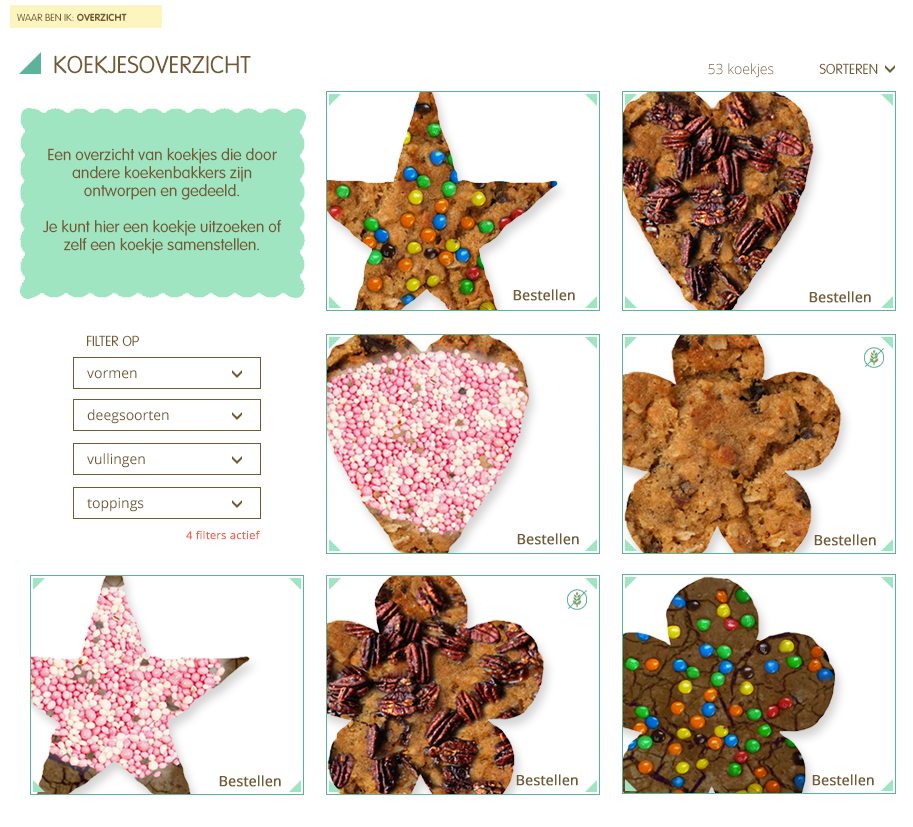 WAAR BEN IK: OVERZICHT
KOEKJESOVERZICHT
53 koekjes
SORTEREN
Een overzicht van koekjes die door
andere koekenbakkers zijn
ontworpen en gedeeld.
Je kunt hier een koekje uitzoeken of
zelf een koekje samenstellen.
Bestellen
Bestellen
FILTER OP
vormen
deegsoorten
vullingen
toppings
4 filters actief
Bestellen
Bestellen
Bestellen
Bestellen
Bestellen